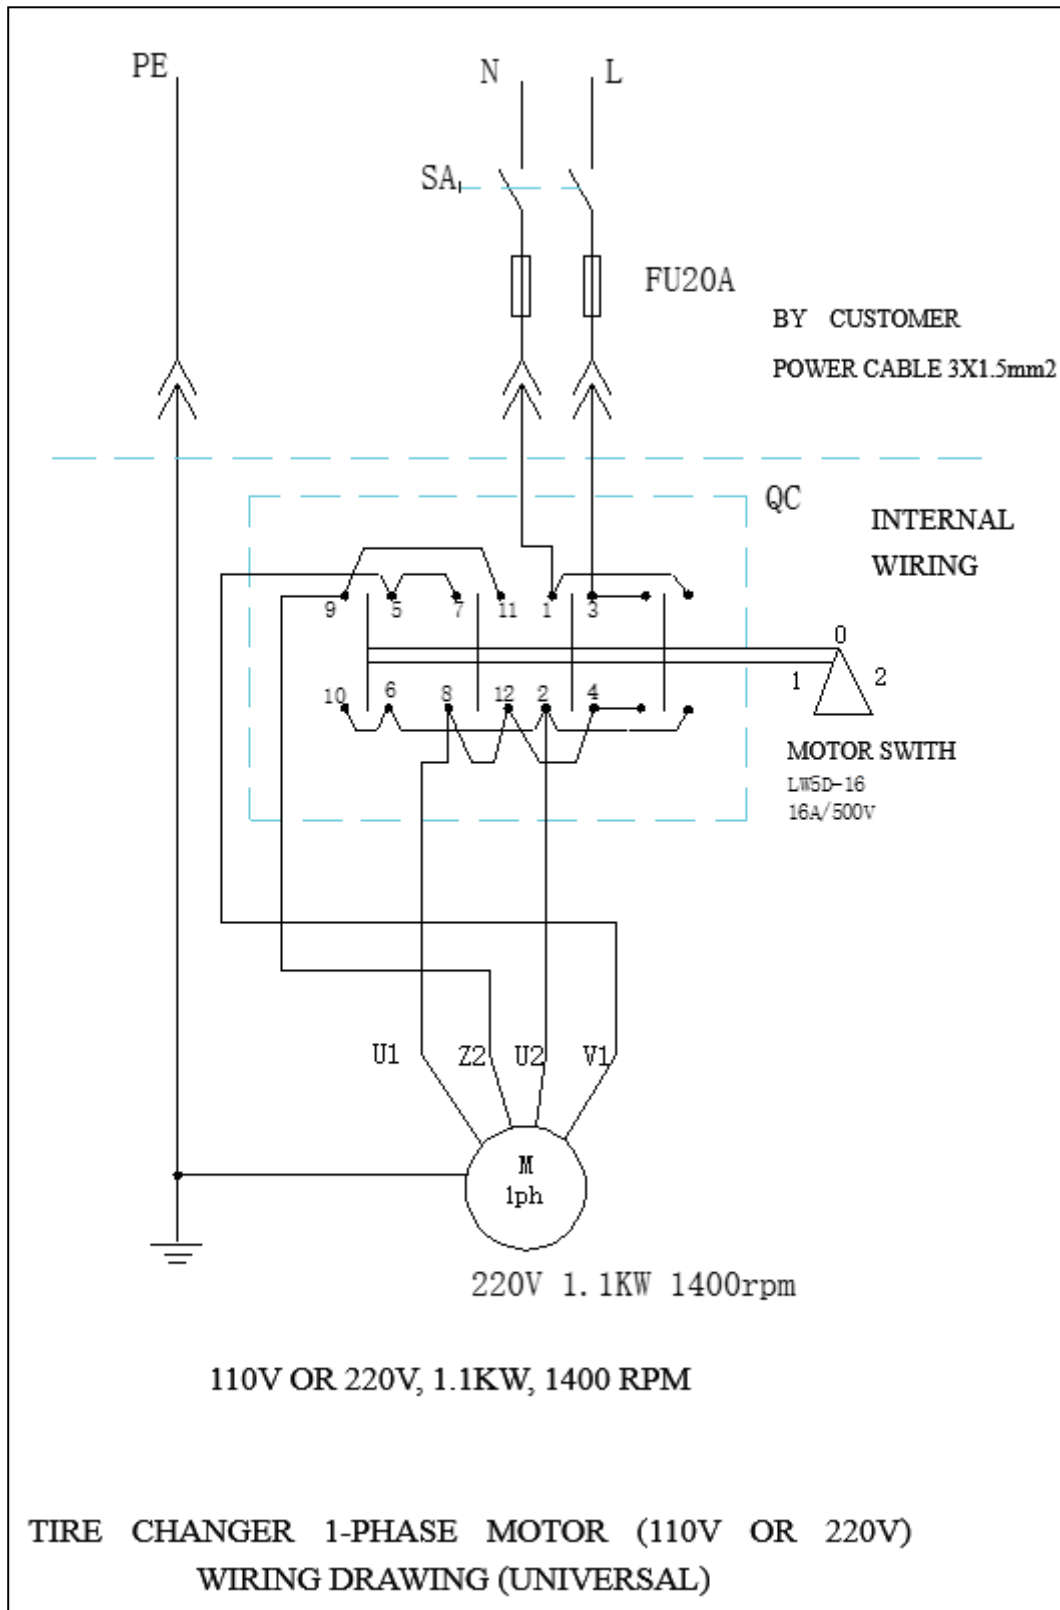 PE
N
L
SA
FU20A
BY CUSTOMER
POWER CABLE 3X1.5mm2
QC
INTERNAL
WIRING
9 5 7 11 1 3
0
1 2
10 6 8 12 2 4
MOTOR SWITH
LW5D-16
16A/500V
U1 Z2 U2 V1
M
1ph
220V 1.1KW 1400rpm
110V OR 220V, 1.1KW, 1400 RPM
TIRE CHANGER 1-PHASE MOTOR (110V OR 220V)
WIRING DRAWING (UNIVERSAL)